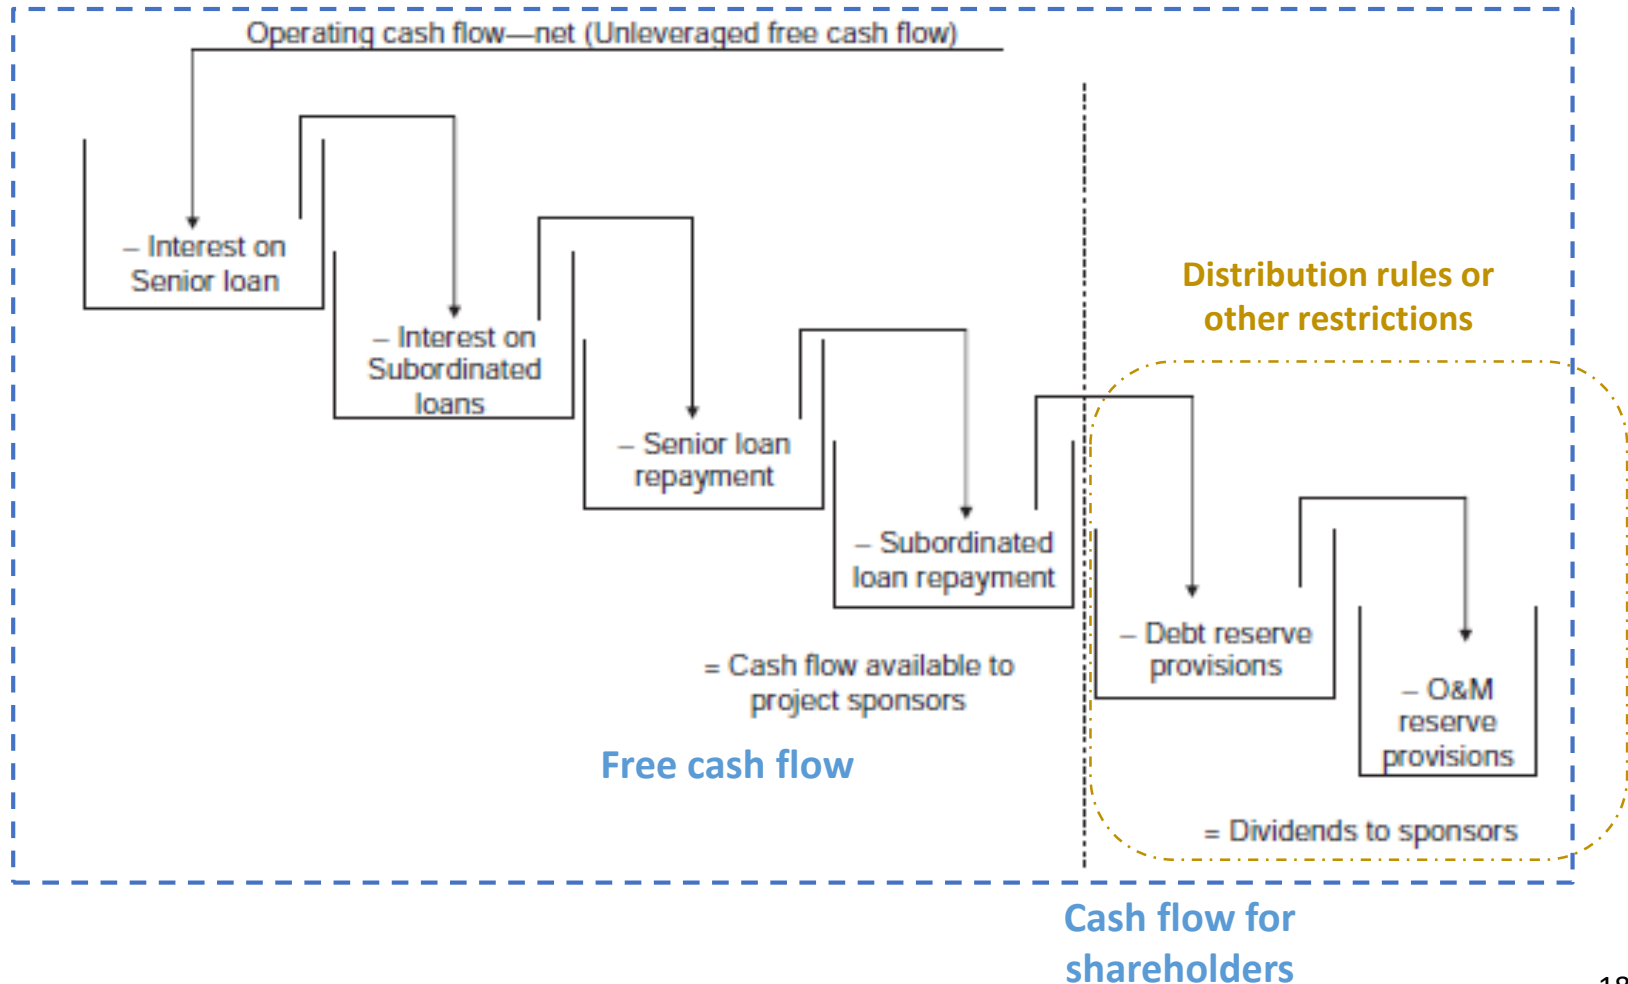 Operating cash flow—net (Unleveraged free cash flow)
– Interest on
Senior loan
– Interest on
Subordinated
loans
– Senior loan
repayment
– Subordinated
loan repayment
= Cash flow available to
project sponsors
Free cash flow
Distribution rules or
other restrictions
– Debt reserve
provisions
– O&M
reserve
provisions
= Dividends to sponsors
Cash flow for
shareholders
18